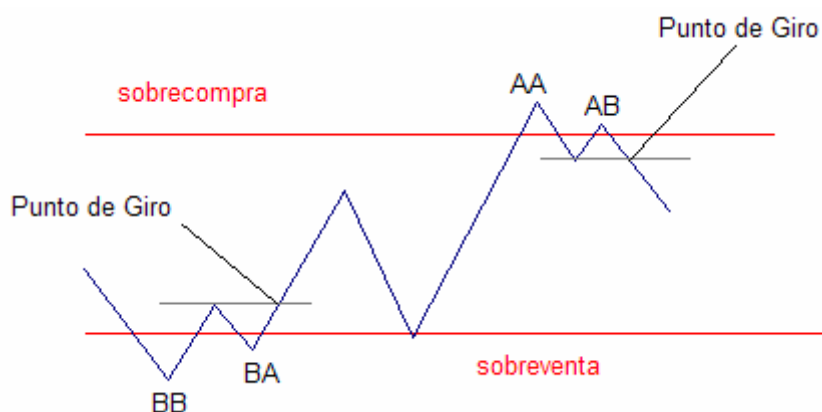 Punto de Giro
sobrecompra
AA
AB
Punto de Giro
BB
BA
sobreventa